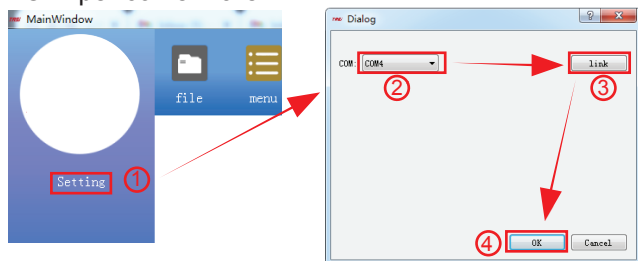 MainWindow
file
menu
Setting
①
Dialog
COM:
COM4
②
link
③
④
OK
Cancel